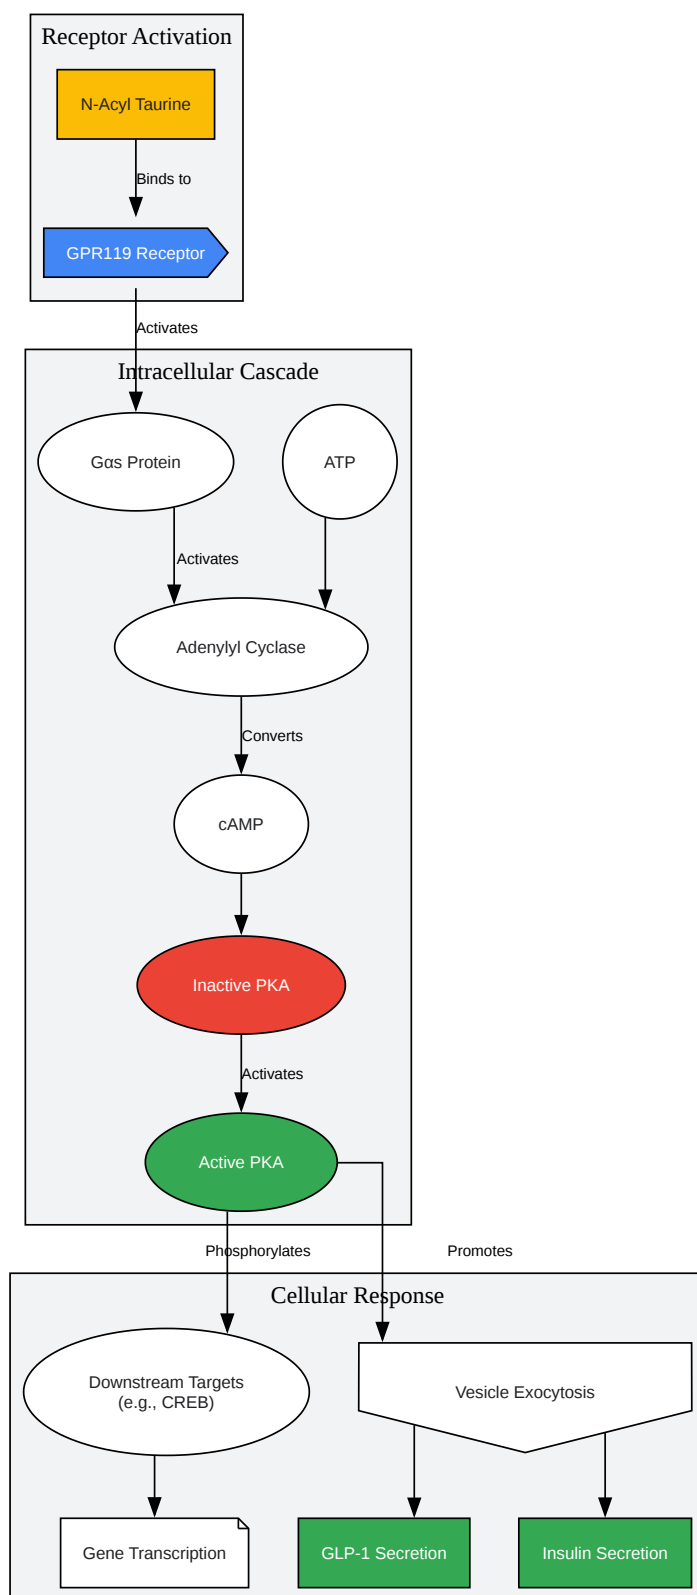 Receptor Activation
N-Acyl Taurine
Binds to
GPR119 Receptor
Activates
Intracellular Cascade
Gαs Protein
ATP
Activates
Adenylyl Cyclase
Converts
cAMP
Inactive PKA
Activates
Active PKA
Phosphorylates
Promotes
Cellular Response
Downstream Targets
(e.g., CREB)
Vesicle Exocytosis
Gene Transcription
GLP-1 Secretion
Insulin Secretion